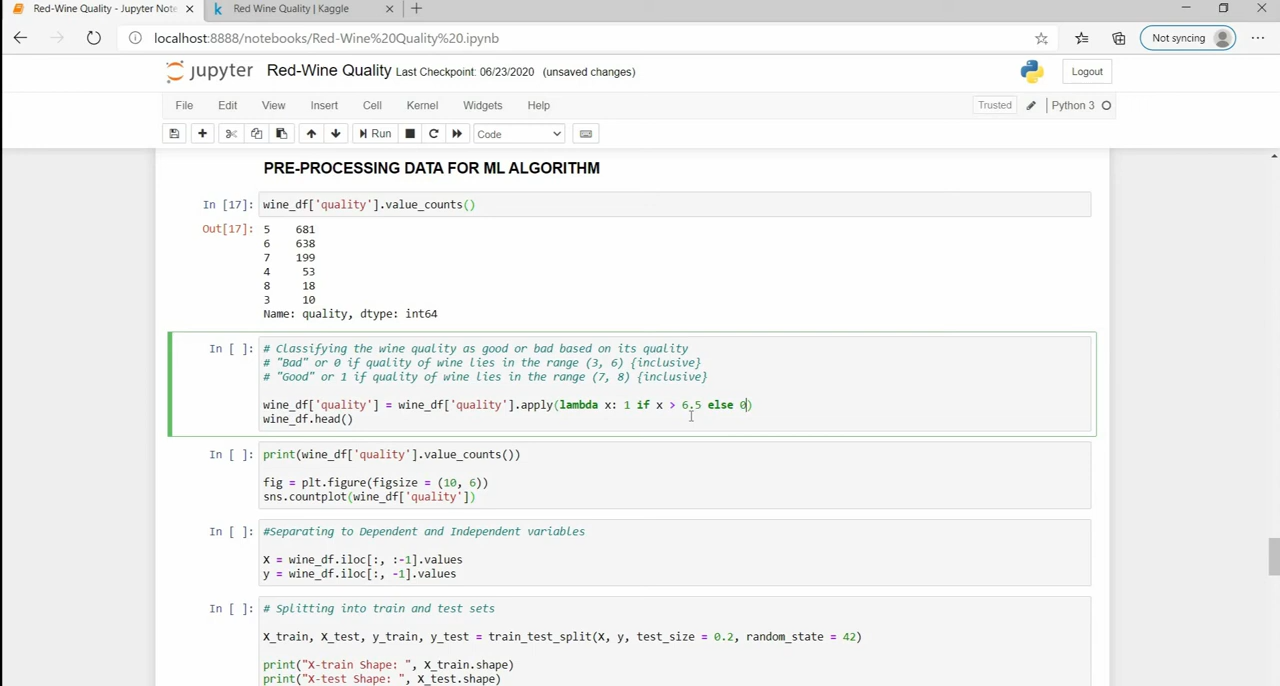 Red-Wine Quality - Jupyter Note
Red Wine Quality | Kaggle
localhost:8888/notebooks/Red-Wine%20Quality%20.ipynb
Not syncing
jupyter Red-Wine Quality Last Checkpoint: 06/23/2020 (unsaved changes)
Logout
File Edit View Insert Cell Kernel Widgets Help
Trusted Python 3
Run Code
PRE-PROCESSING DATA FOR ML ALGORITHM
In [17]: wine_df['quality'].value_counts()
Out[17]: 5 681
6 638
7 199
4 53
8 18
3 10
Name: quality, dtype: int64
In [ ]: # Classifying the wine quality as good or bad based on its quality
# "Bad" or 0 if quality of wine lies in the range (3, 6) {inclusive}
# "Good" or 1 if quality of wine lies in the range (7, 8) {inclusive}
wine_df['quality'] = wine_df['quality'].apply(lambda x: 1 if x > 6.5 else 0)
wine_df.head()
In [ ]: print(wine_df['quality'].value_counts())
fig = plt.figure(figsize = (10, 6))
sns.countplot(wine_df['quality'])
In [ ]: #Separating to Dependent and Independent variables
X = wine_df.iloc[:, :-1].values
y = wine_df.iloc[:, -1].values
In [ ]: # Splitting into train and test sets
X_train, X_test, y_train, y_test = train_test_split(X, y, test_size = 0.2, random_state = 42)
print("X-train Shape: ", X_train.shape)
print("X-test Shape: ", X_test.shape)